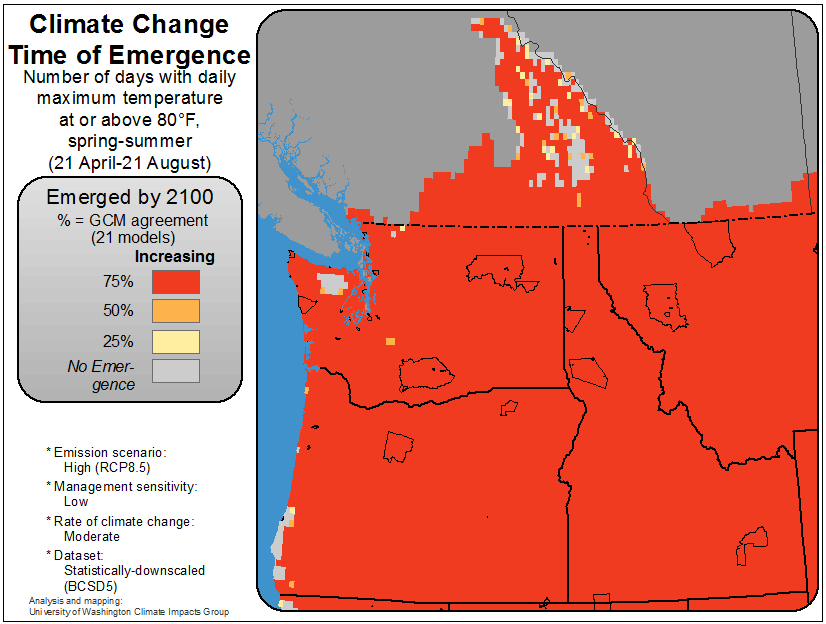 Climate Change
Time of Emergence
Number of days with daily
maximum temperature
at or above 80°F,
spring-summer
(21 April-21 August)
Emerged by 2100
% = GCM agreement
(21 models)
Increasing
75%
50%
25%
No Emer-
gence
* Emission scenario:
High (RCP8.5)
* Management sensitivity:
Low
* Rate of climate change:
Moderate
* Dataset:
Statistically-downscaled
(BCSD5)
Analysis and mapping:
University of Washington Climate Impacts Group